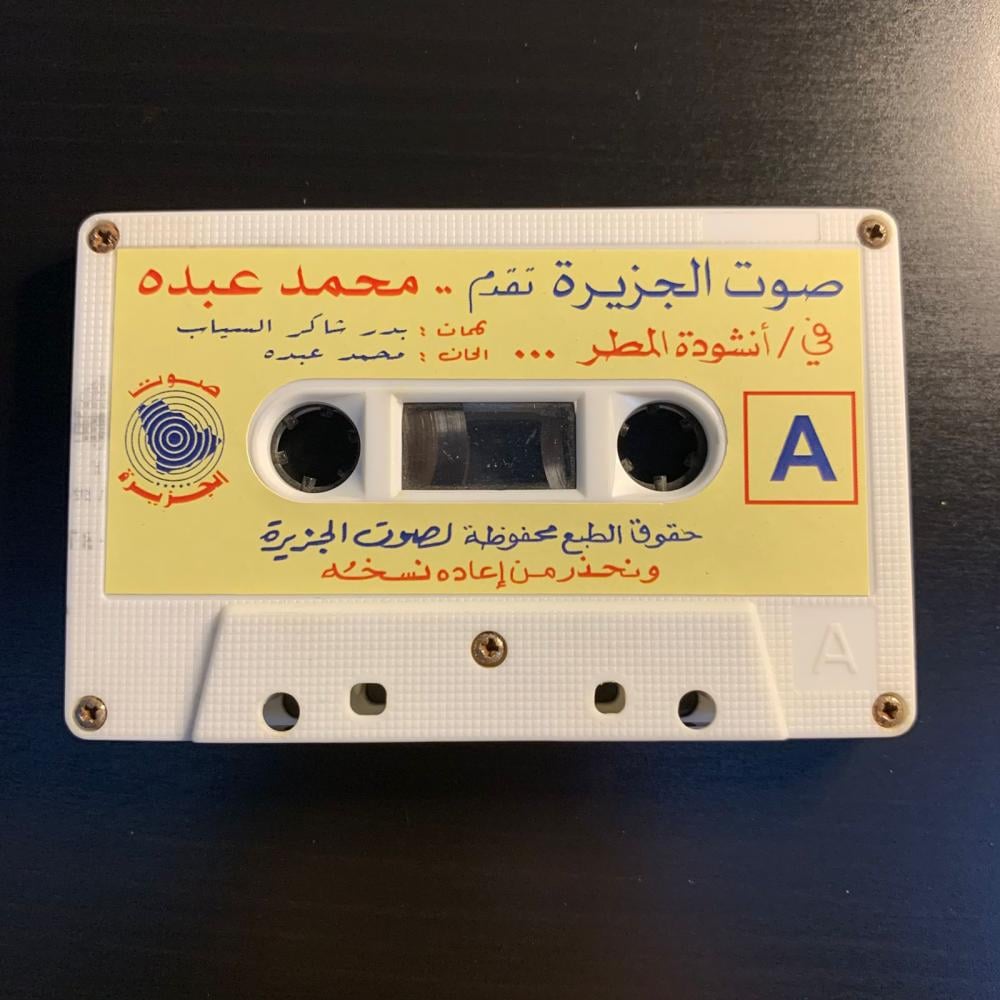 صوت الجزيرة تقدم .. محمد عبده
في / أنشودة المطر ...
كلمات : بدر شاكر السياب
الحان : محمد عبده
صوت
الجزيرة
A
حقوق الطبع محفوظة لصوت الجزيرة
ونحذر من إعاده نسخه
A